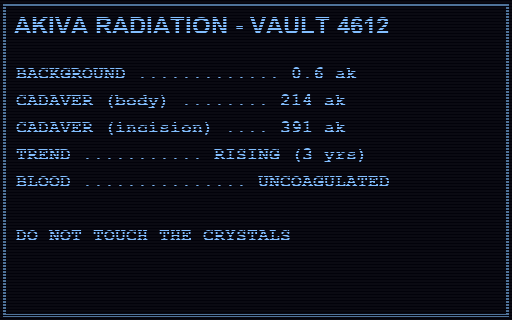 AKIVA RADIATION - VAULT 4612
BACKGROUND ............. 0.6 ak
CADAVER (body) ........ 214 ak
CADAVER (incision) .... 391 ak
TREND ........... RISING (3 yrs)
BLOOD ............... UNCOAGULATED
DO NOT TOUCH THE CRYSTALS